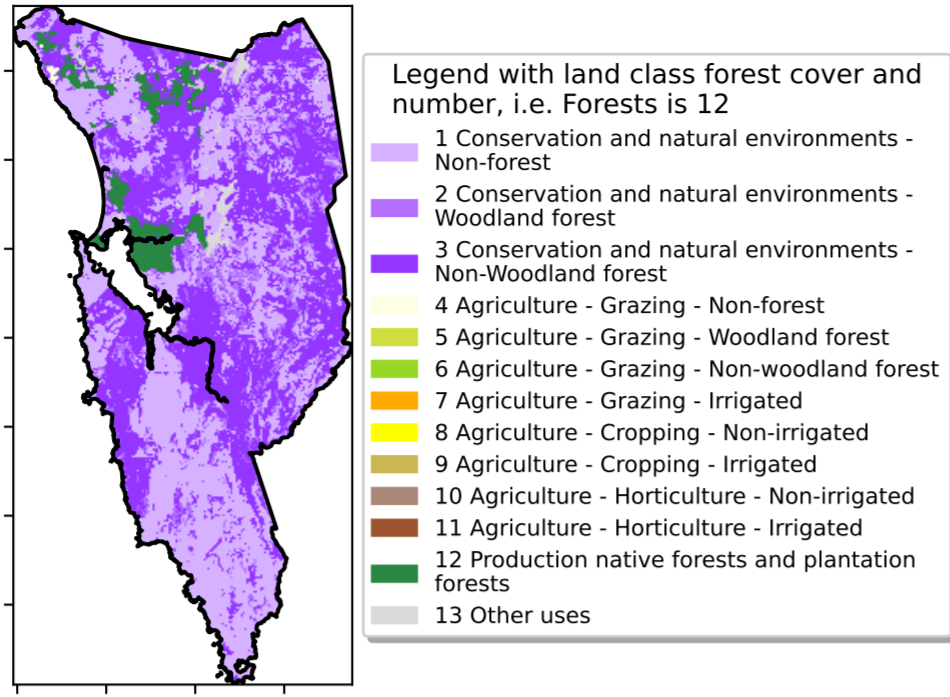 Legend with land class forest cover and
number, i.e. Forests is 12
1 Conservation and natural environments -
Non-forest
2 Conservation and natural environments -
Woodland forest
3 Conservation and natural environments -
Non-Woodland forest
4 Agriculture - Grazing - Non-forest
5 Agriculture - Grazing - Woodland forest
6 Agriculture - Grazing - Non-woodland forest
7 Agriculture - Grazing - Irrigated
8 Agriculture - Cropping - Non-irrigated
9 Agriculture - Cropping - Irrigated
10 Agriculture - Horticulture - Non-irrigated
11 Agriculture - Horticulture - Irrigated
12 Production native forests and plantation
forests
13 Other uses